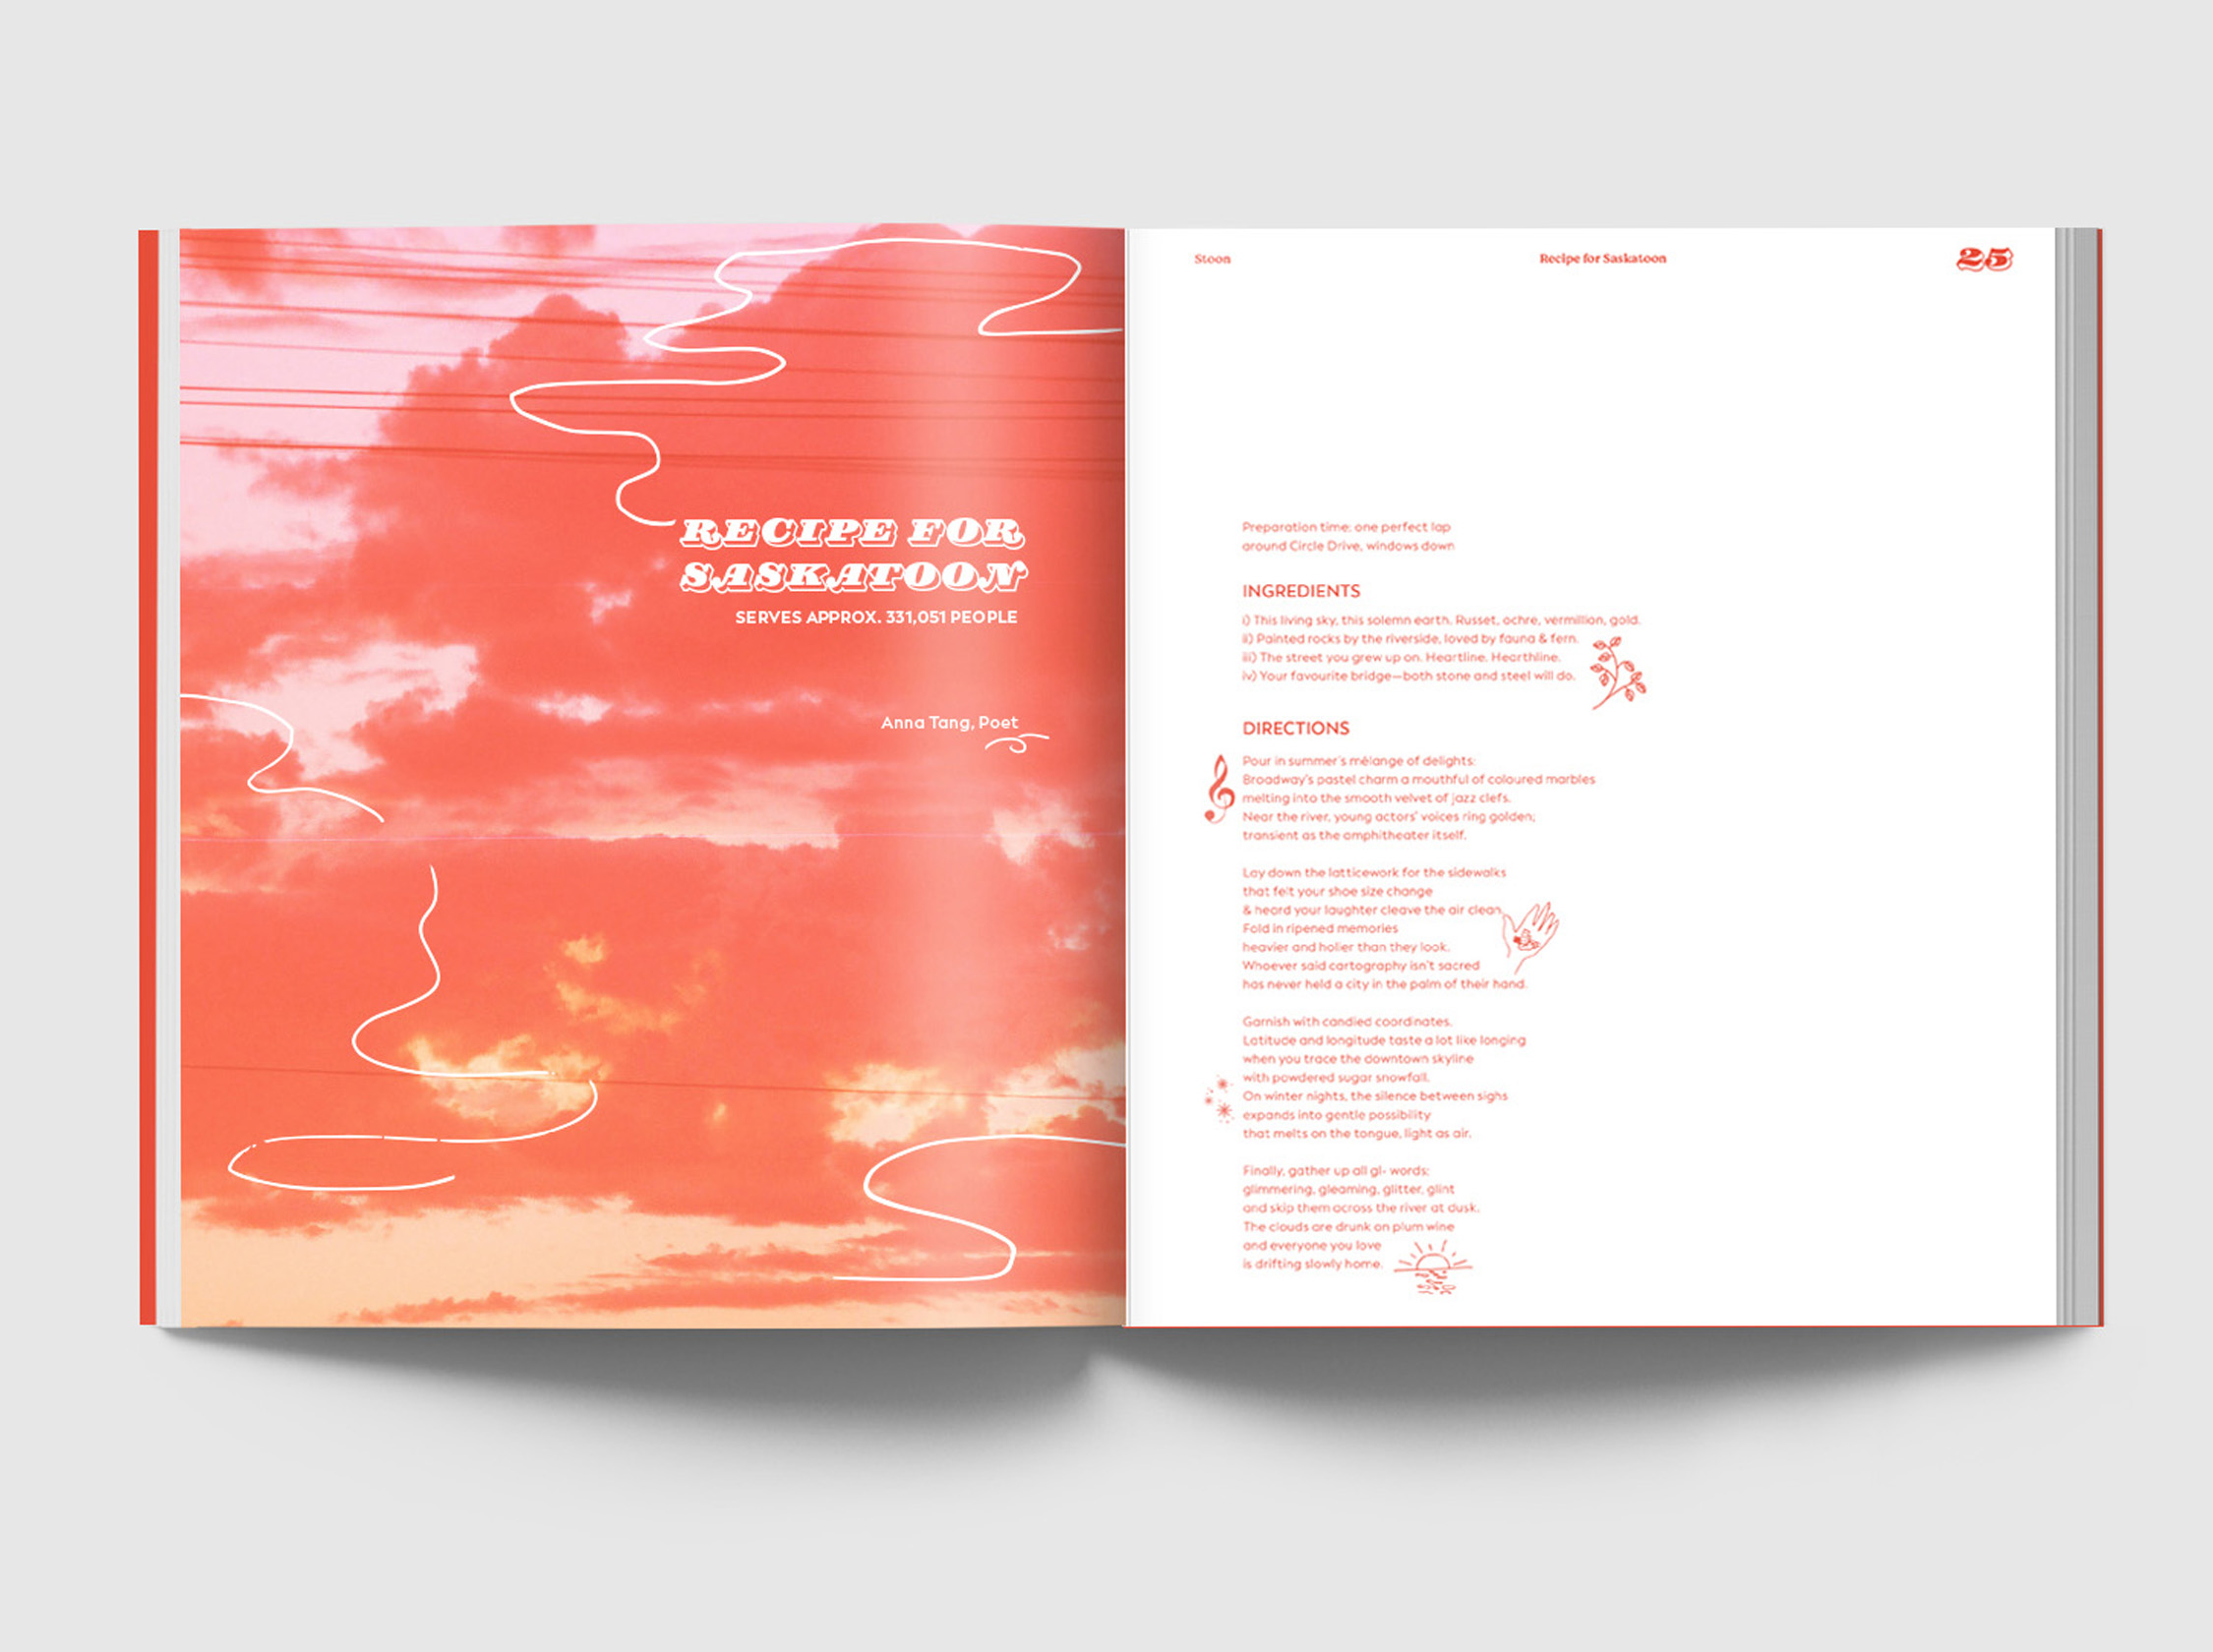 RECIPE FOR
SASKATOON
SERVES APPROX. 331,051 PEOPLE
Anna Tang, Poet
Stoon
Recipe for Saskatoon
25
Preparation time: one perfect lap
around Circle Drive, windows down
INGREDIENTS
i) This living sky, this solemn earth. Russet, ochre, vermillion, gold.
ii) Painted rocks by the riverside, loved by fauna & fern.
iii) The street you grew up on. Heartline. Hearthline.
iv) Your favourite bridge—both stone and steel will do.
DIRECTIONS
Pour in summer's mélange of delights:
Broadway's pastel charm a mouthful of coloured marbles
melting into the smooth velvet of jazz clefs.
Near the river, young actors' voices ring golden;
transient as the amphitheater itself.
Lay down the latticework for the sidewalks
that felt your shoe size change
& heard your laughter cleave the air clean.
Fold in ripened memories
heavier and holier than they look.
Whoever said cartography isn't sacred
has never held a city in the palm of their hand.
Garnish with candied coordinates.
Latitude and longitude taste a lot like longing
when you trace the downtown skyline
with powdered sugar snowfall.
On winter nights, the silence between sighs
expands into gentle possibility
that melts on the tongue, light as air.
Finally, gather up all gl- words:
glimmering, gleaming, glitter, glint
and skip them across the river at dusk.
The clouds are drunk on plum wine
and everyone you love
is drifting slowly home.